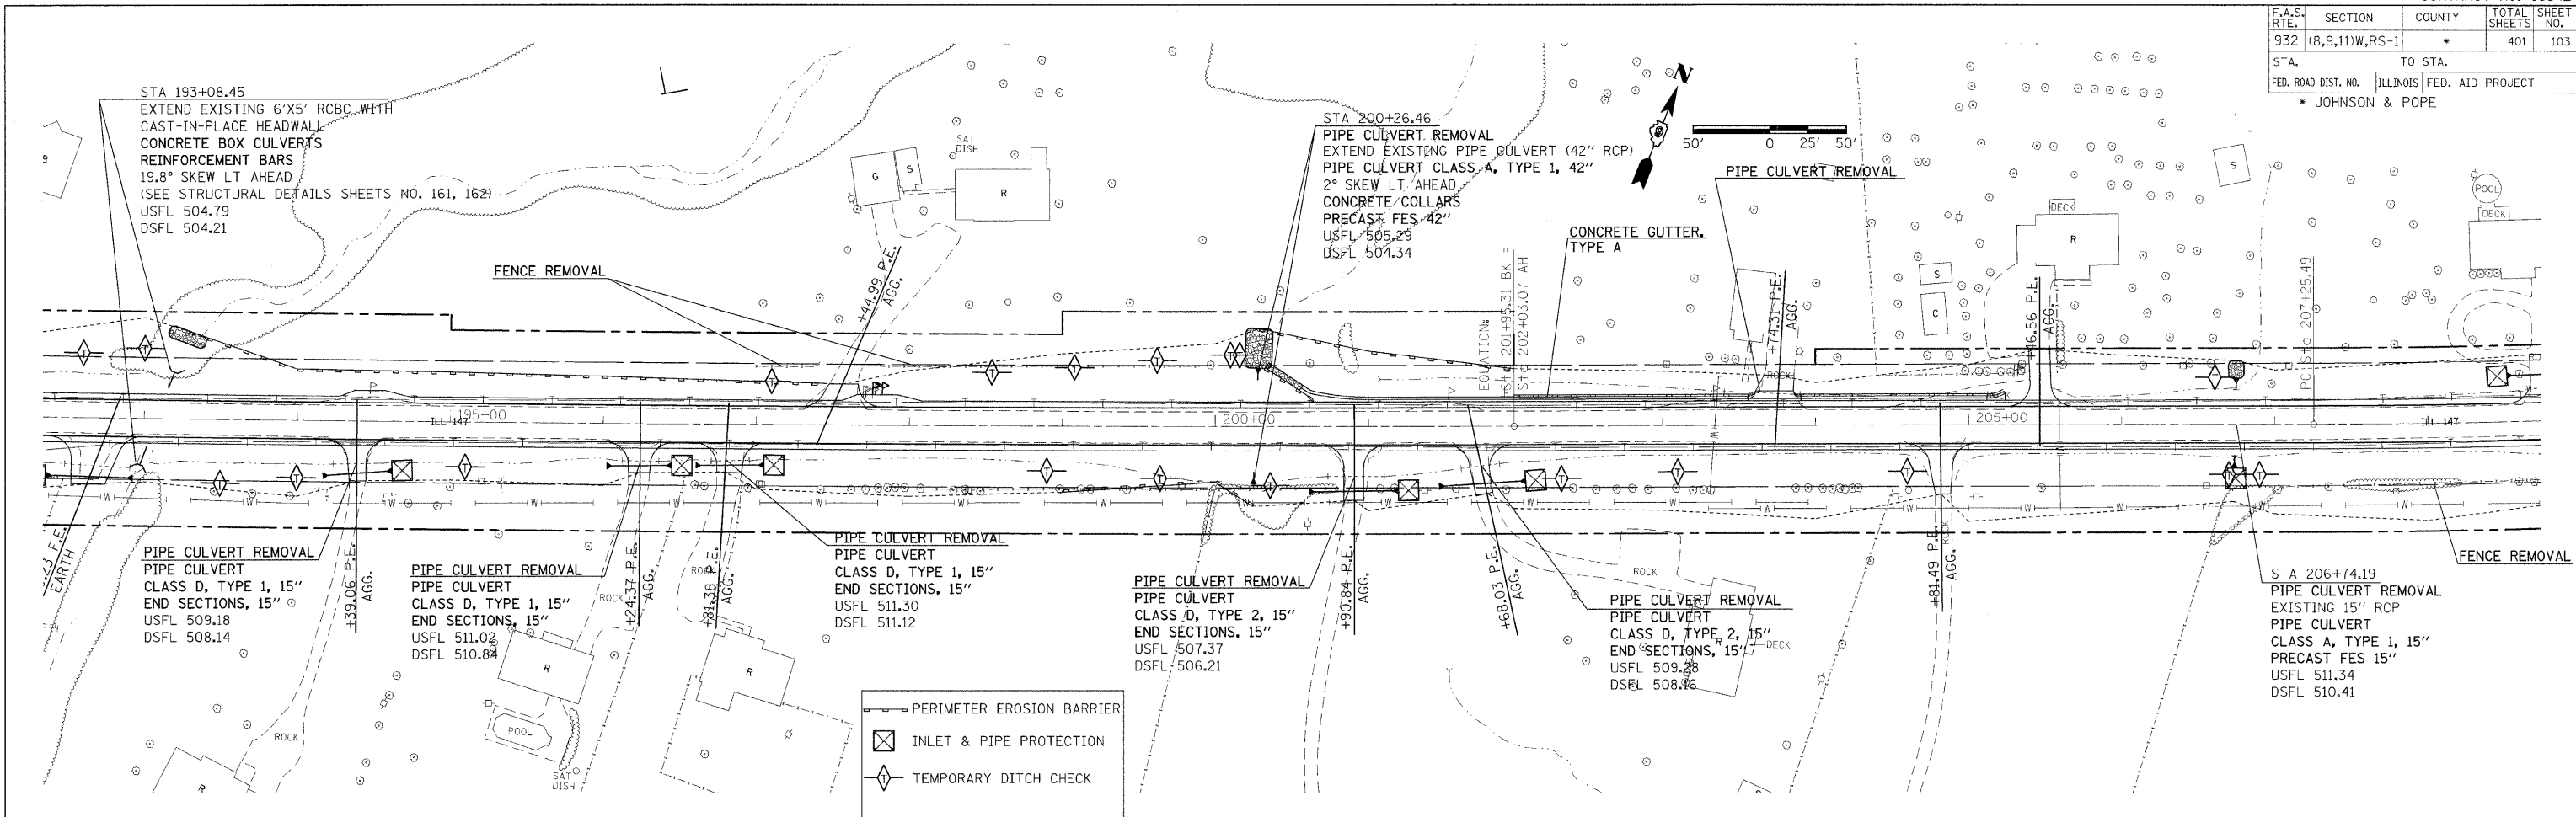 F.A.S. RTE. SECTION COUNTY TOTAL SHEETS SHEET NO.
932 (8,9,11)W,RS-1 * 401 103
STA. TO STA.
FED. ROAD DIST. NO. ILLINOIS FED. AID PROJECT
* JOHNSON & POPE
STA 193+08.45
EXTEND EXISTING 6'X5' RCBC WITH
CAST-IN-PLACE HEADWALL
CONCRETE BOX CULVERTS
REINFORCEMENT BARS
19.8° SKEW LT AHEAD
(SEE STRUCTURAL DETAILS SHEETS NO. 161, 162)
USFL 504.79
DSFL 504.21
FENCE REMOVAL
G
S
R
SAT
DISH
+44.99 P.E.
AGG.
STA 200+26.46
PIPE CULVERT REMOVAL
EXTEND EXISTING PIPE CULVERT (42" RCP)
PIPE CULVERT CLASS A, TYPE 1, 42"
2° SKEW LT AHEAD
CONCRETE COLLARS
PRECAST FES 42"
USFL 505.29
DSFL 504.34
N
50' 0 25' 50'
PIPE CULVERT REMOVAL
CONCRETE GUTTER,
TYPE A
EQUATION:
Sta 201+95.31 BK =
Sta 202+03.07 AH
+74.31 P.E.
AGG.
ROCK
S
C
DECK
R
+46.56 P.E.
AGG.
S
POOL
DECK
PC Sta 207+25.49
195+00
ILL 147
200+00
205+00
ILL 147
EARTH
PIPE CULVERT REMOVAL
PIPE CULVERT
CLASS D, TYPE 1, 15"
END SECTIONS, 15"
USFL 509.18
DSFL 508.14
+39.06 P.E.
AGG.
PIPE CULVERT REMOVAL
PIPE CULVERT
CLASS D, TYPE 1, 15"
END SECTIONS, 15"
USFL 511.02
DSFL 510.84
+24.37 P.E.
AGG.
ROCK
+81.38 P.E.
AGG.
ROCK
PIPE CULVERT REMOVAL
PIPE CULVERT
CLASS D, TYPE 1, 15"
END SECTIONS, 15"
USFL 511.30
DSFL 511.12
PIPE CULVERT REMOVAL
PIPE CULVERT
CLASS D, TYPE 2, 15"
END SECTIONS, 15"
USFL 507.37
DSFL 506.21
+90.84 P.E.
AGG.
+68.03 P.E.
AGG.
PIPE CULVERT REMOVAL
PIPE CULVERT
CLASS D, TYPE 2, 15"
END SECTIONS, 15"
USFL 509.28
ROCK
DECK
R
+81.49 P.E.
AGG.
ROCK
FENCE REMOVAL
STA 206+74.19
PIPE CULVERT REMOVAL
EXISTING 15" RCP
PIPE CULVERT
CLASS A, TYPE 1, 15"
PRECAST FES 15"
USFL 511.34
DSFL 510.41
ROCK
R
R
POOL
SAT
DISH
R
PERIMETER EROSION BARRIER
INLET & PIPE PROTECTION
T TEMPORARY DITCH CHECK